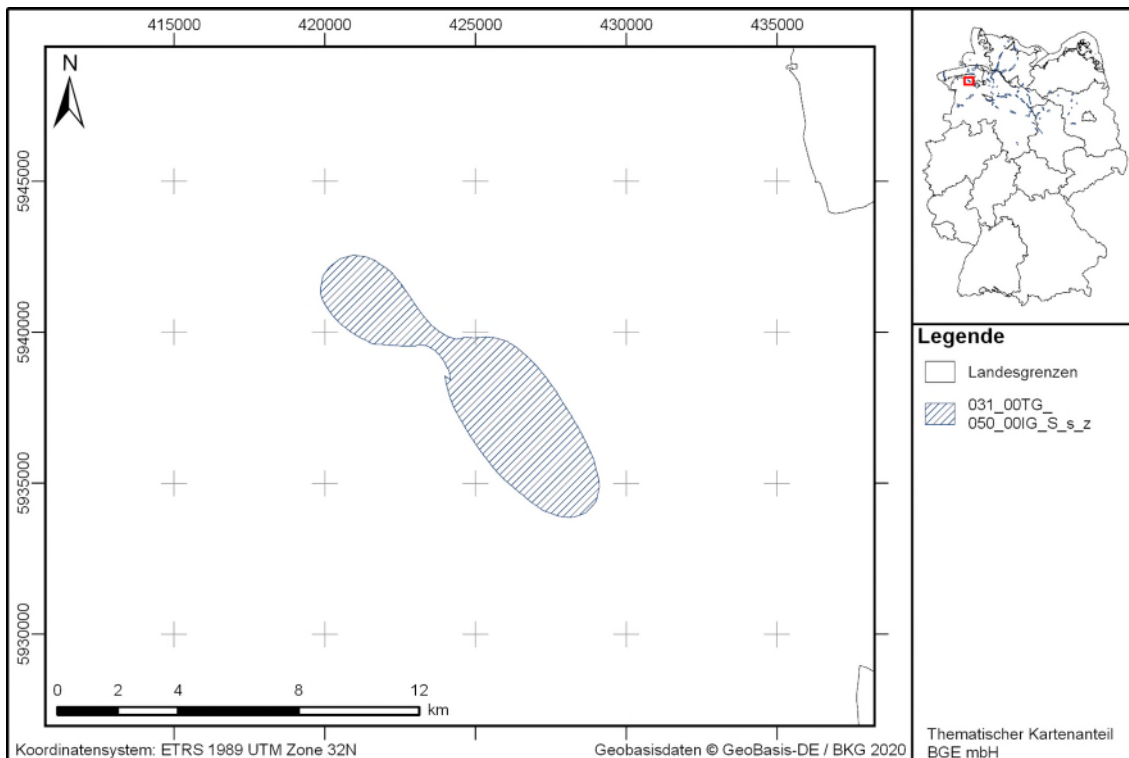 415000 420000 425000 430000 435000
N
5945000
5940000
5935000
5930000
0 2 4 8 12
km
Koordinatensystem: ETRS 1989 UTM Zone 32N
Geobasisdaten © GeoBasis-DE / BKG 2020
Legende
Landesgrenzen
031_00TG_
050_00IG_S_s_z
Thematischer Kartenanteil
BGE mbH